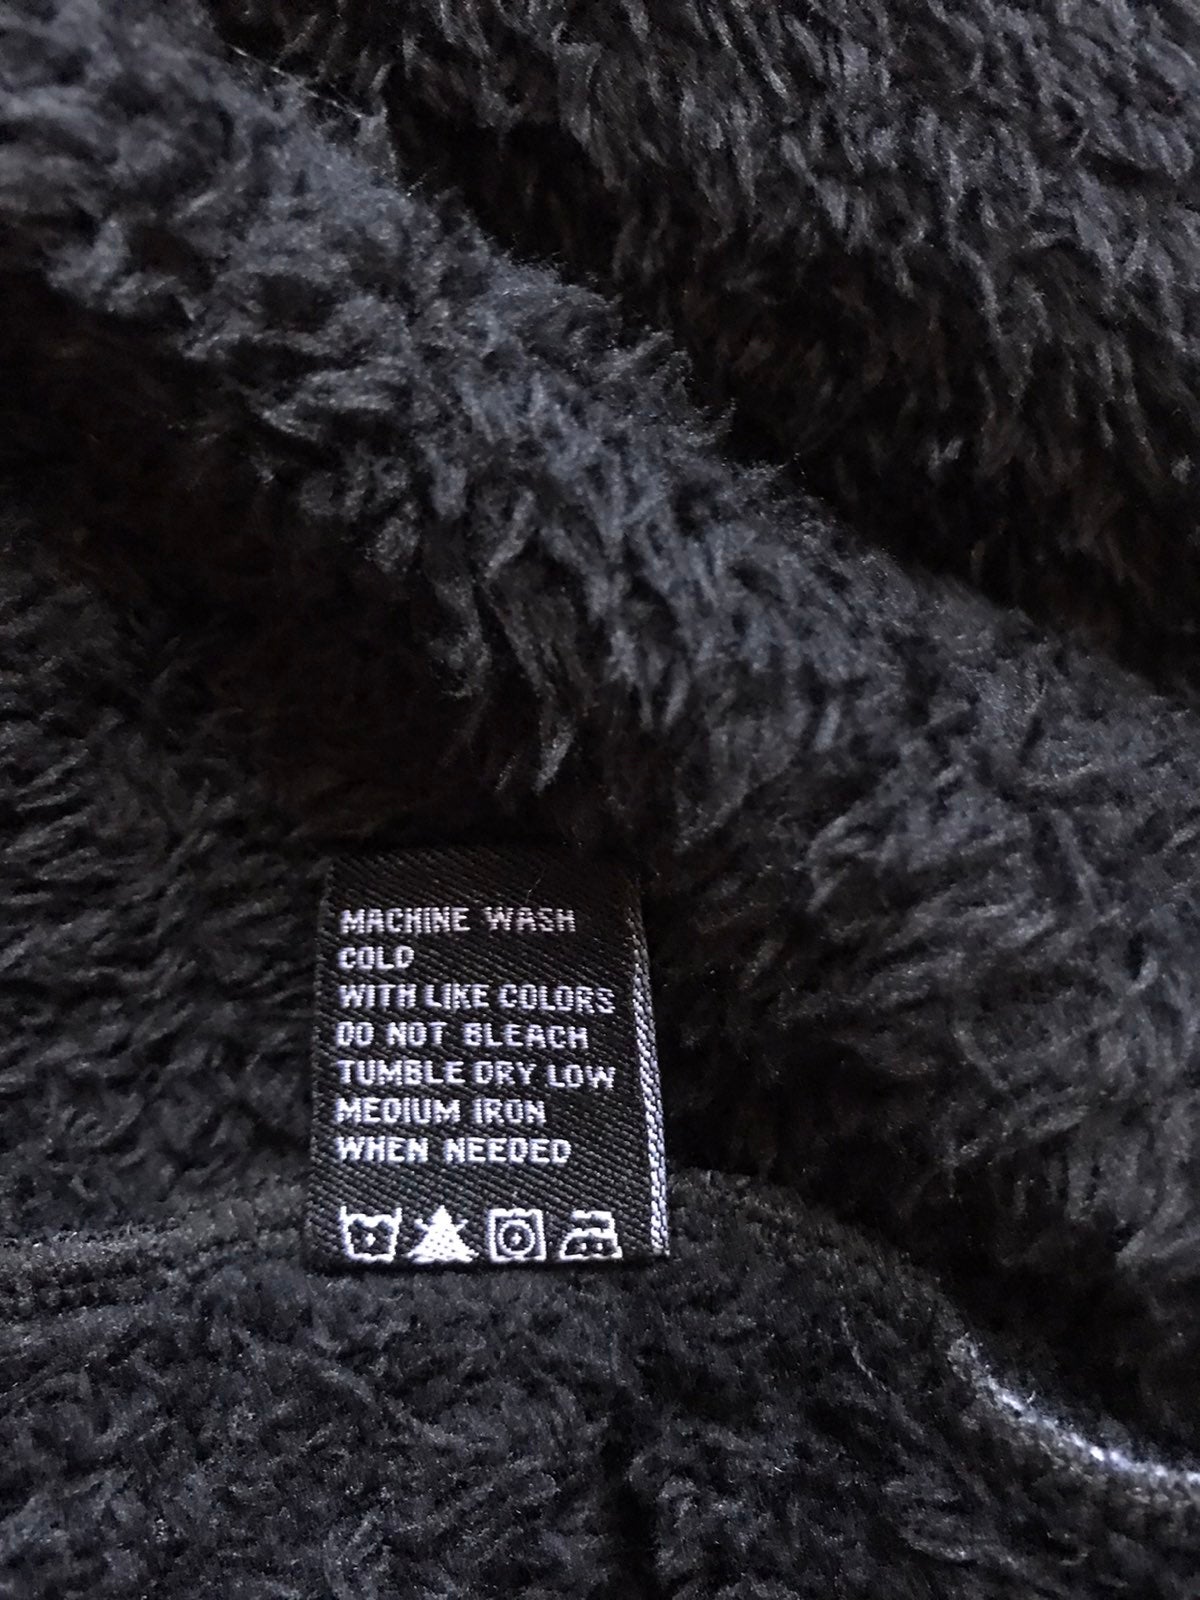 MACHINE WASH
COLD
WITH LIKE COLORS
DO NOT BLEACH
TUMBLE DRY LOW
MEDIUM IRON
WHEN NEEDED